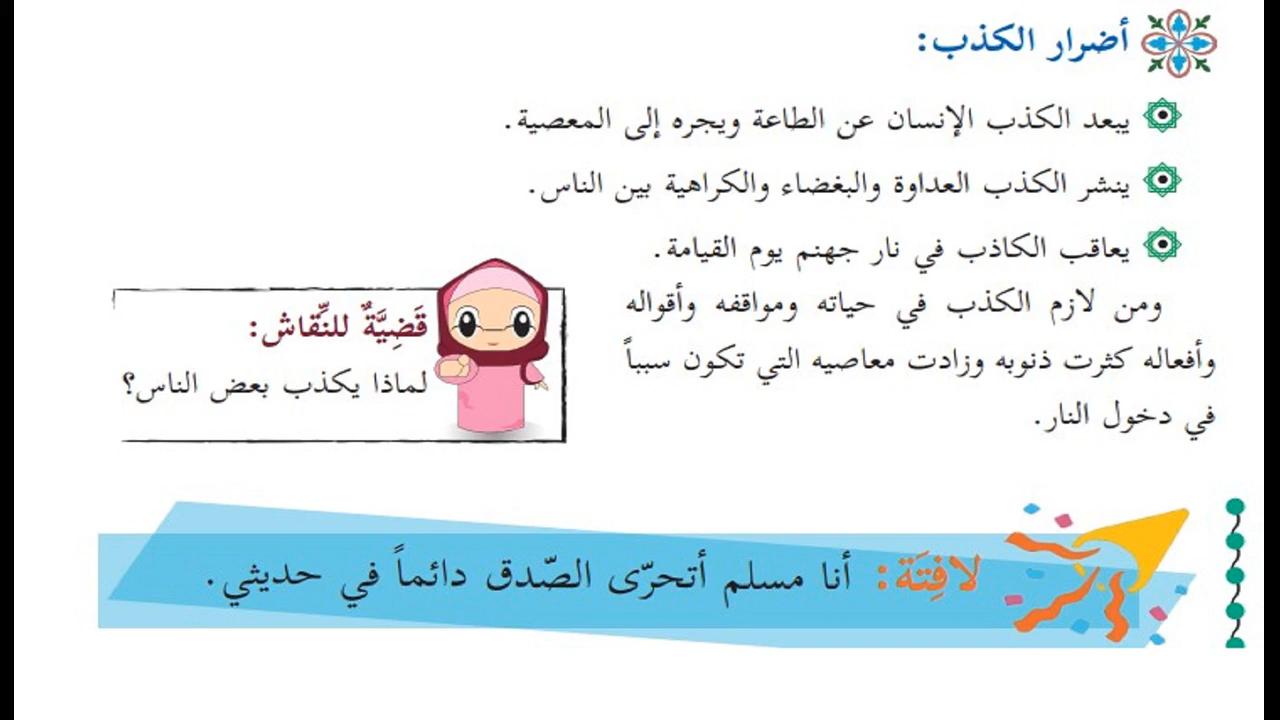 أضرار الكذب:
يبعد الكذب الإنسان عن الطاعة ويجره إلى المعصية.
ينشر الكذب العداوة والبغضاء والكراهية بين الناس.
يعاقب الكاذب في نار جهنم يوم القيامة.
ومن لازم الكذب في حياته ومواقفه وأقواله
وأفعاله كثرت ذنوبه وزادت معاصيه التي تكون سبباً
في دخول النار.
قَضِيَّةٌ للنِّقاش:
لماذا يكذب بعض الناس؟
لافِتَة: أنا مسلم أتحرّى الصّدق دائماً في حديثي.